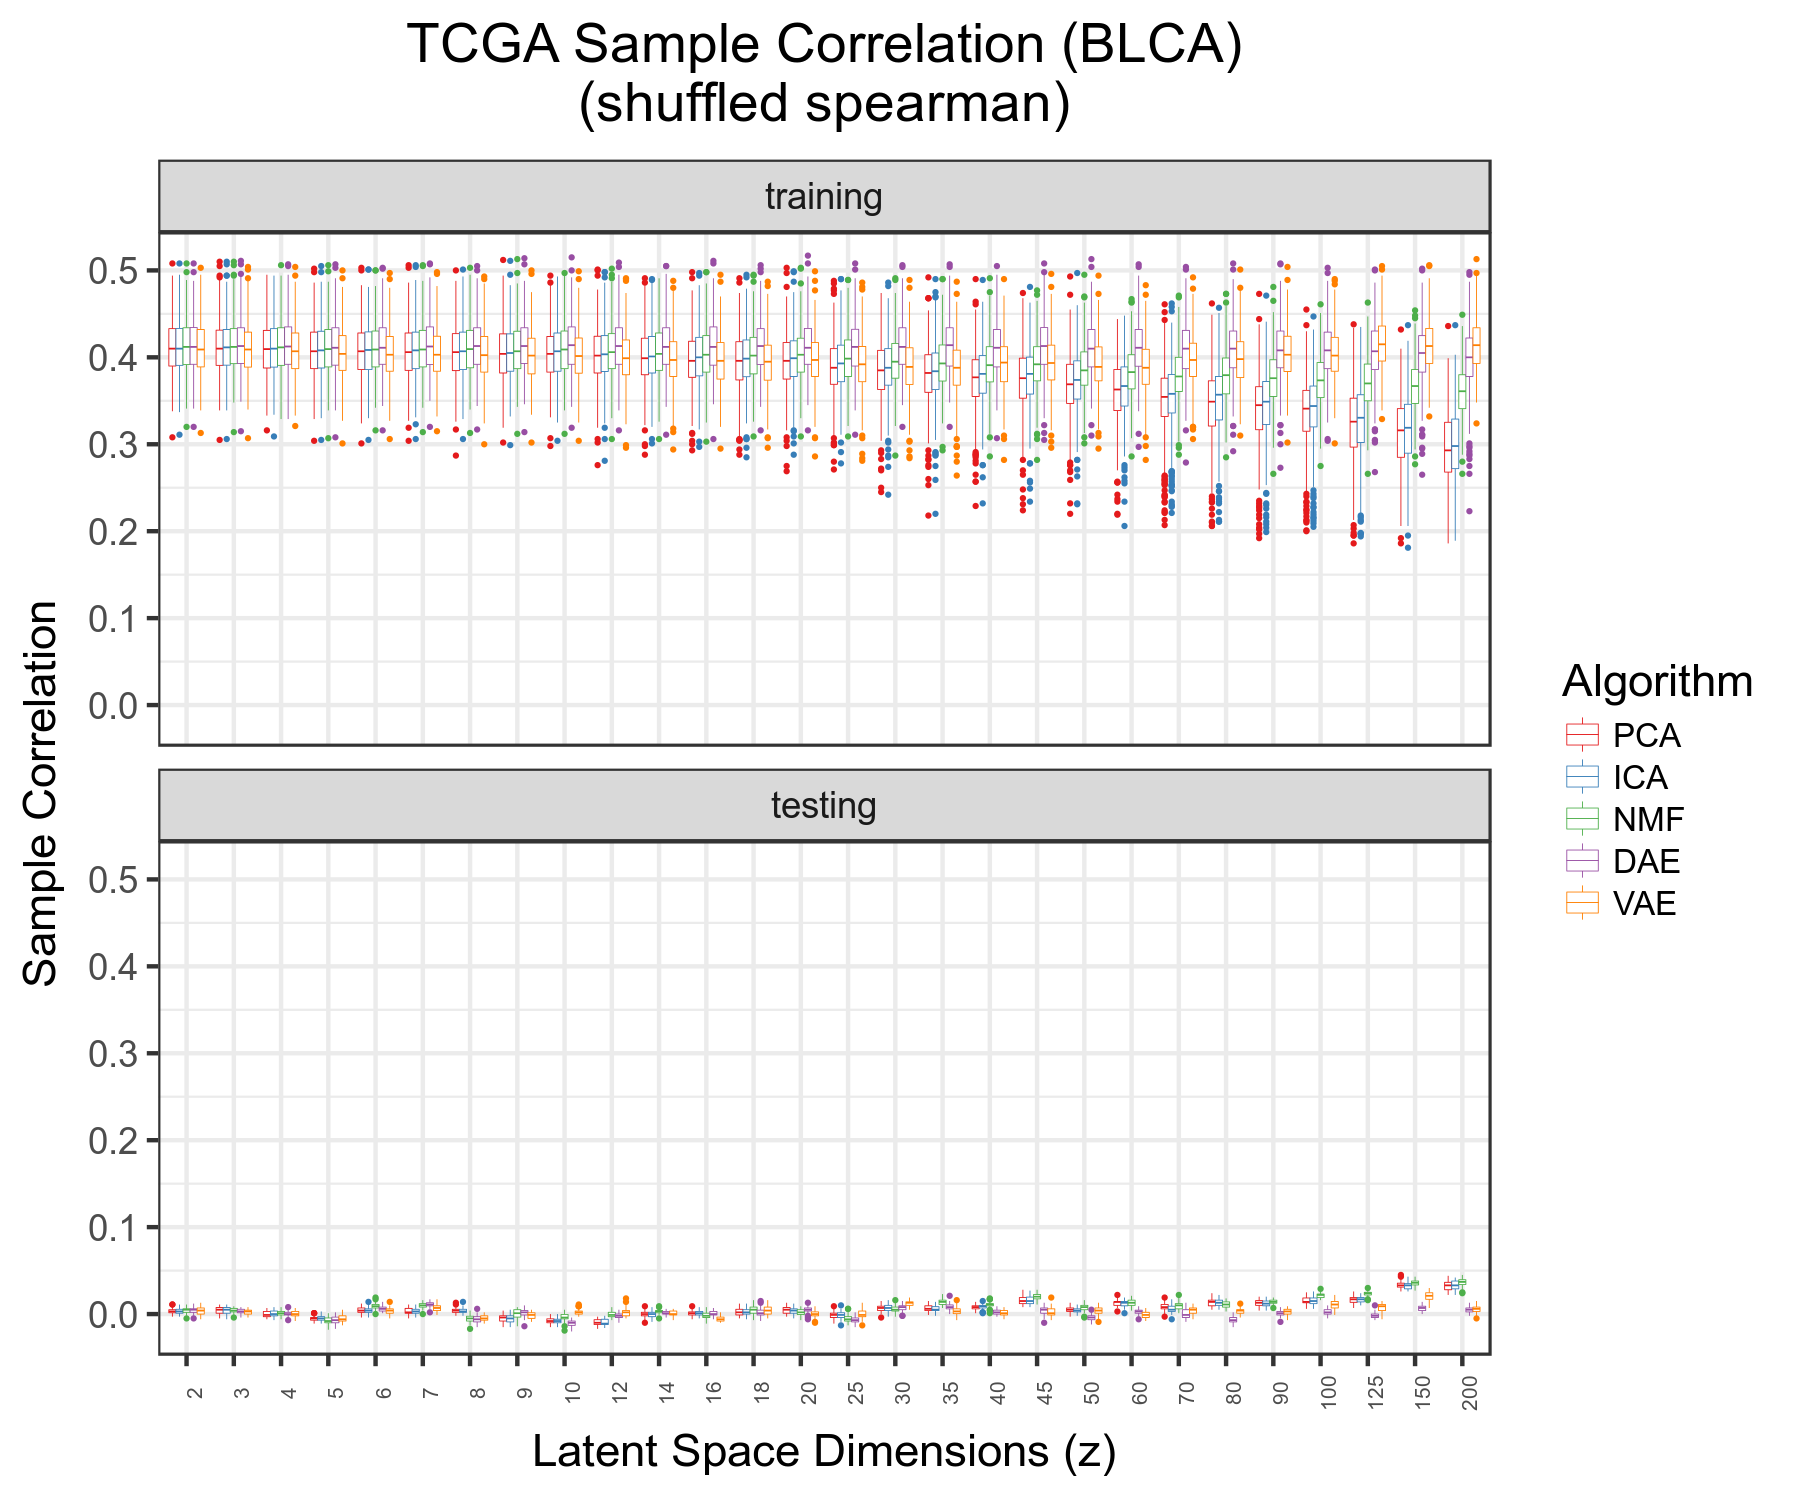 TCGA Sample Correlation (BLCA)
(shuffled spearman)
training
0.5
0.4
0.3
0.2
0.1
0.0
testing
0.5
0.4
0.3
0.2
0.1
0.0
Sample Correlation
2 3 4 5 6 7 8 9 10 12 14 16 18 20 25 30 35 40 45 50 60 70 80 90 100 125 150 200
Latent Space Dimensions (z)
Algorithm
PCA
ICA
NMF
DAE
VAE